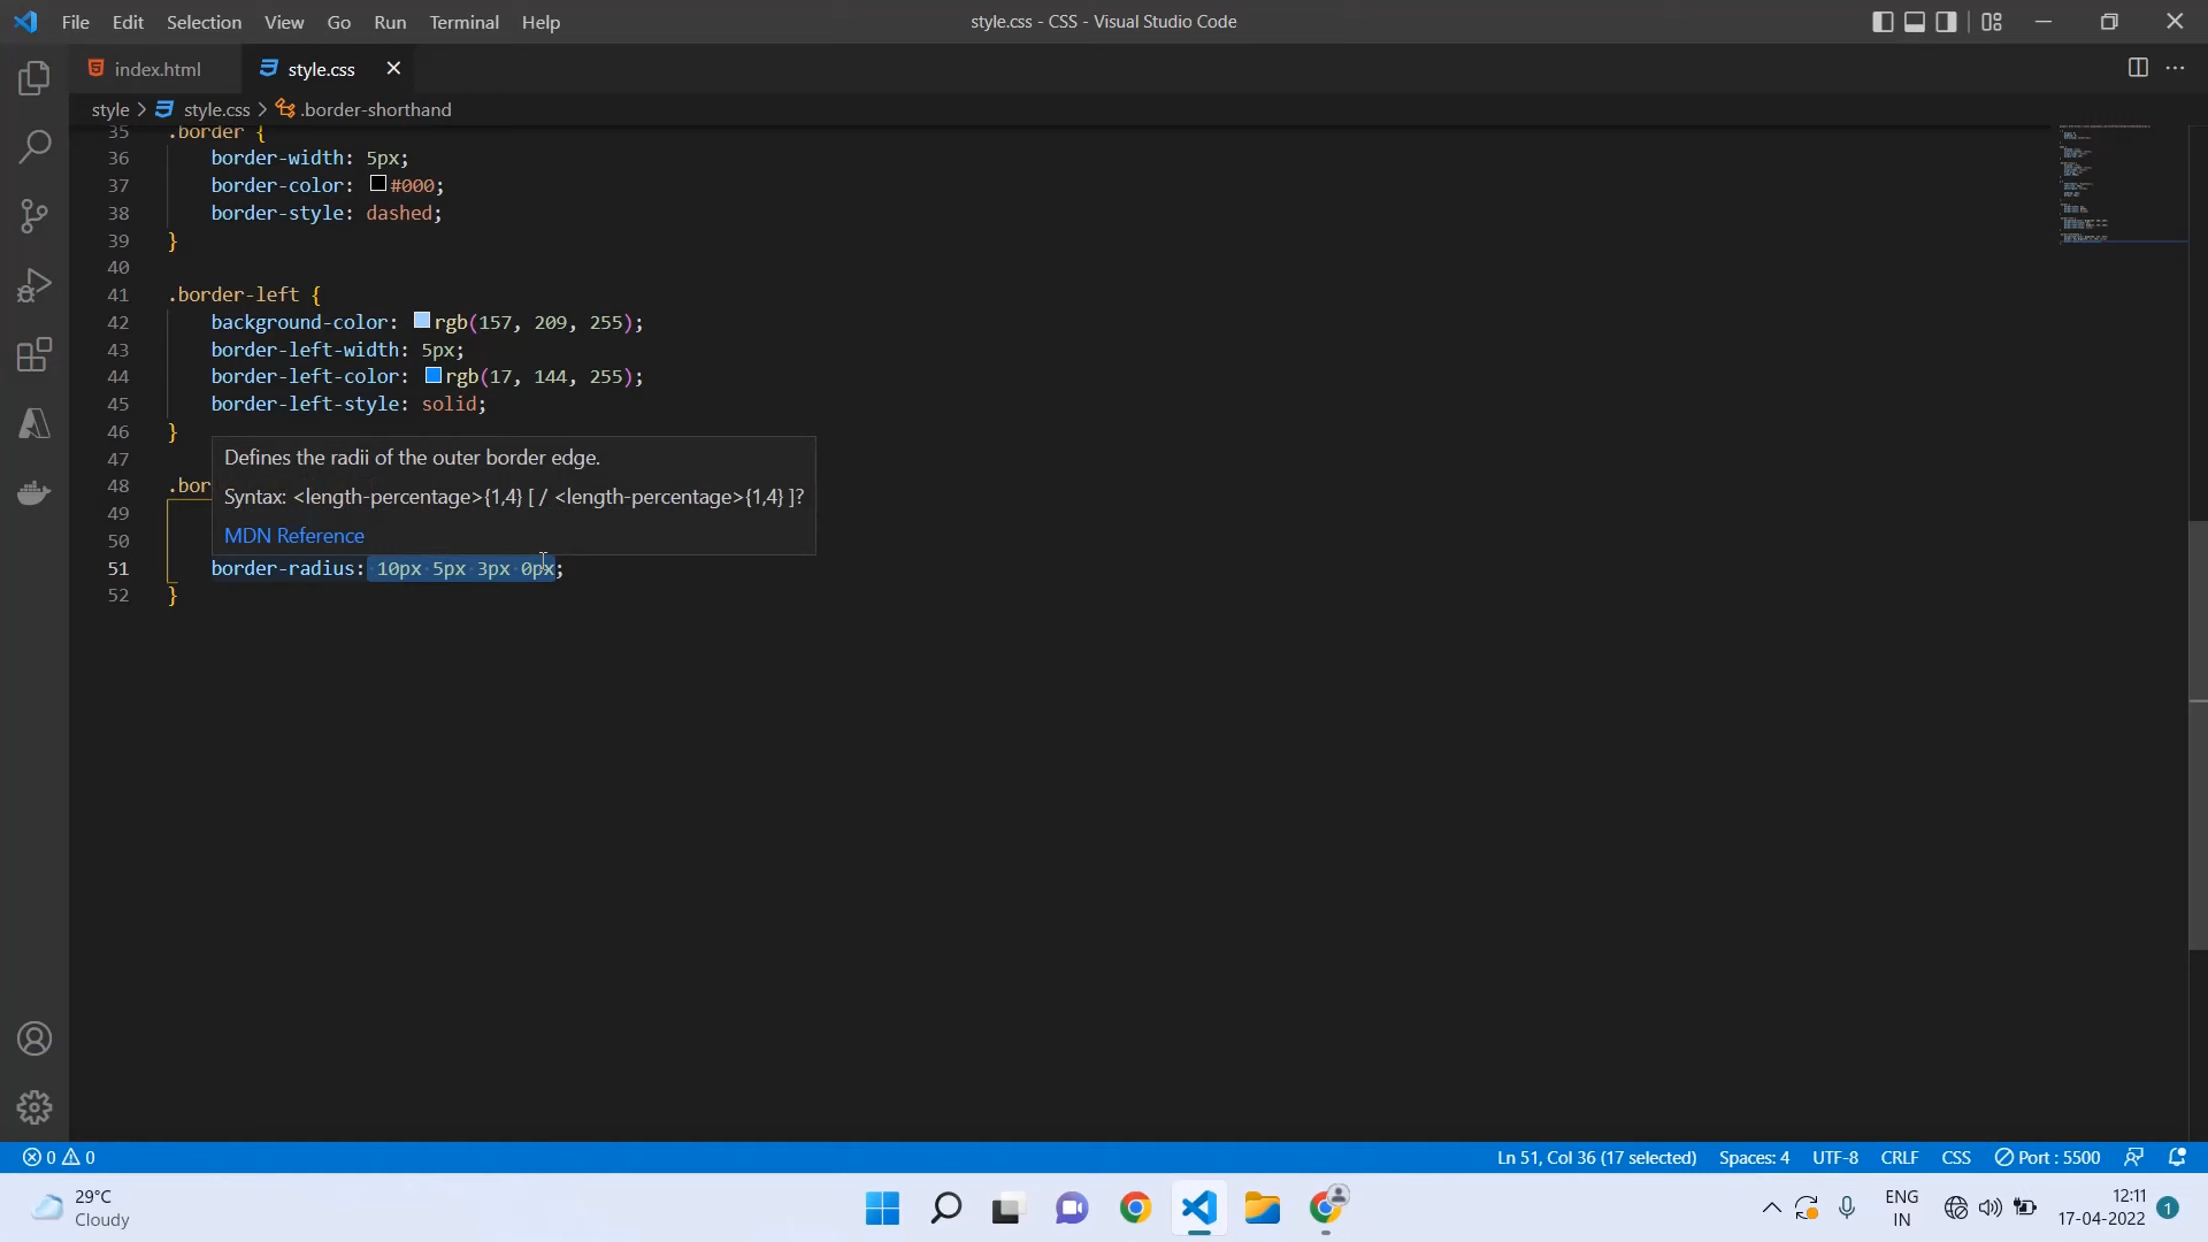 File Edit Selection View Go Run Terminal Help
style.css - CSS - Visual Studio Code
index.html
style.css
style > style.css > .border-shorthand
35 .border {
36 border-width: 5px;
37 border-color: #000;
38 border-style: dashed;
39 }
40
41 .border-left {
42 background-color: rgb(157, 209, 255);
43 border-left-width: 5px;
44 border-left-color: rgb(17, 144, 255);
45 border-left-style: solid;
46 }
47
Defines the radii of the outer border edge.
48 .bor
Syntax: <length-percentage>{1,4} [ / <length-percentage>{1,4} ]?
49
50
MDN Reference
51 border-radius: 10px 5px 3px 0px;
52 }
0 0
Ln 51, Col 36 (17 selected) Spaces: 4 UTF-8 CRLF CSS Port : 5500
29°C
Cloudy
ENG
IN
12:11
17-04-2022
1